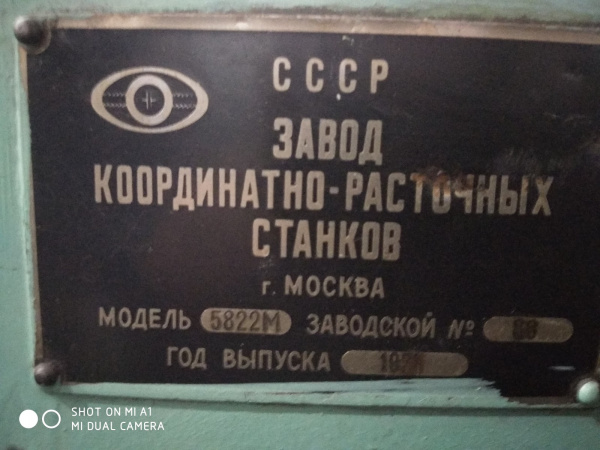 СССР
ЗАВОД
КООРДИНАТНО-РАСТОЧНЫХ
СТАНКОВ
г. МОСКВА
МОДЕЛЬ 5822М ЗАВОДСКОЙ №
ГОД ВЫПУСКА
SHOT ON MI A1
MI DUAL CAMERA